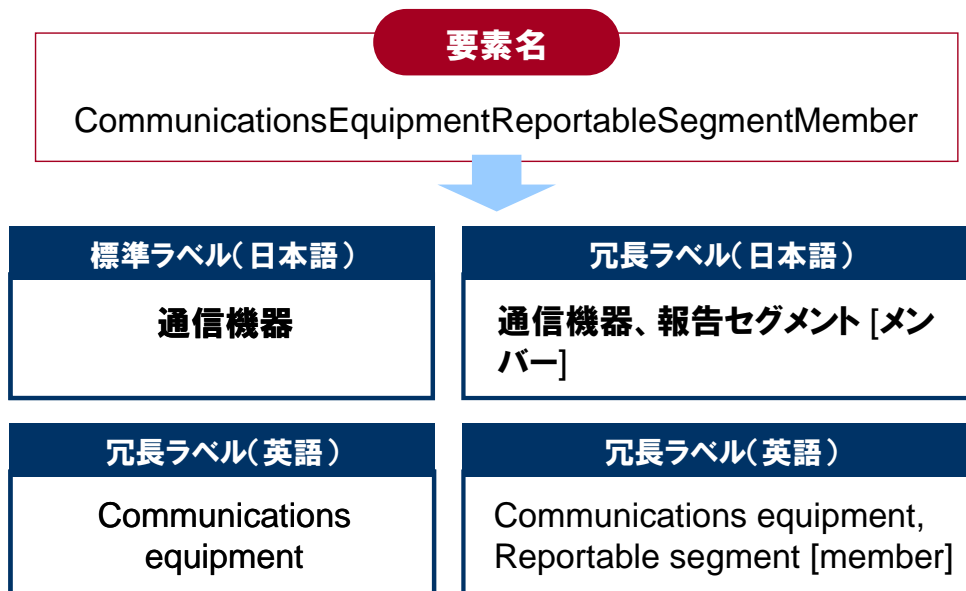 要素名
CommunicationsEquipmentReportableSegmentMember
標準ラベル（日本語）
通信機器
冗長ラベル（日本語）
通信機器、報告セグメント [メン
バー]
冗長ラベル（英語）
Communications
equipment
冗長ラベル（英語）
Communications equipment,
Reportable segment [member]